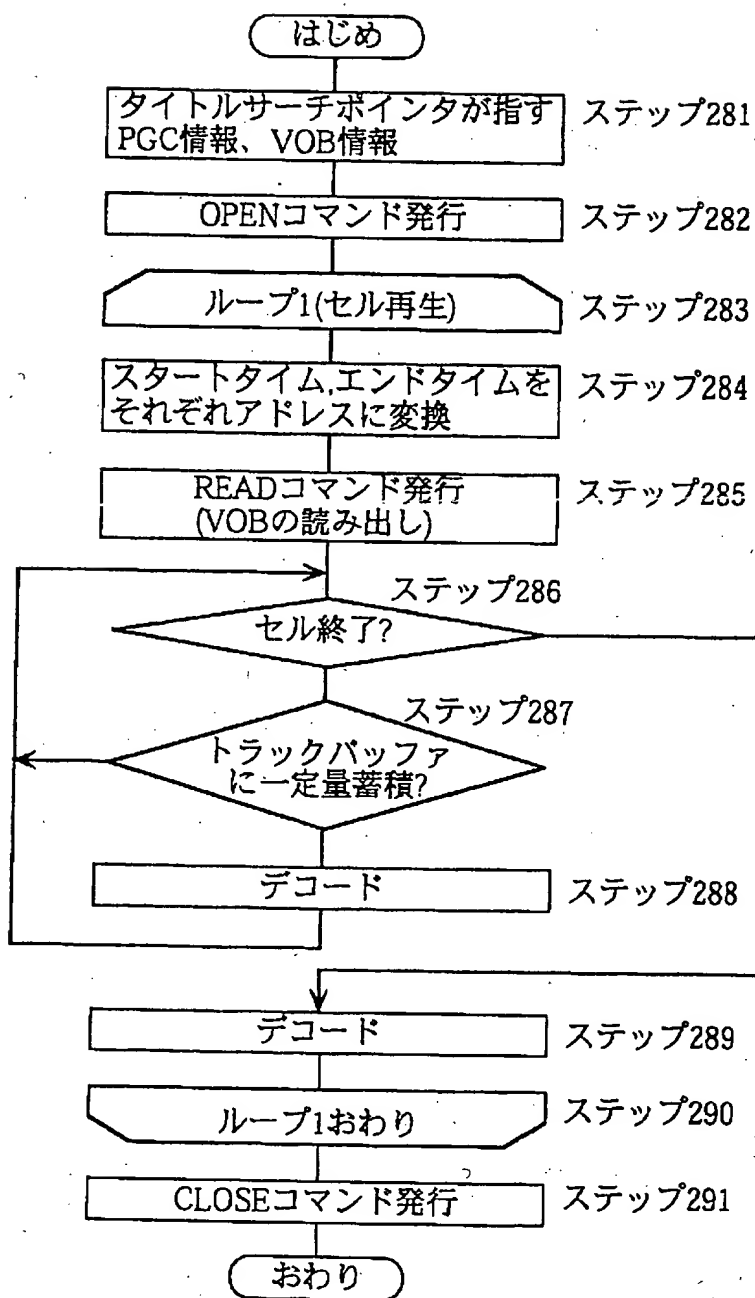 はじめ
タイトルサーチポインタが指す
PGC情報、VOB情報
ステップ281
OPENコマンド発行
ステップ282
ループ1(セル再生)
ステップ283
スタートタイム,エンドタイムを
それぞれアドレスに変換
ステップ284
READコマンド発行
(VOBの読み出し)
ステップ285
ステップ286
セル終了?
ステップ287
トラックバッファ
に一定量蓄積?
デコード
ステップ288
デコード
ステップ289
ループ1おわり
ステップ290
CLOSEコマンド発行
ステップ291
おわり